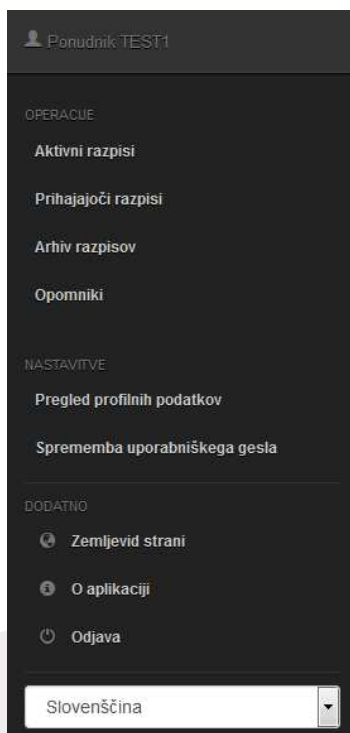 Ponudnik TEST1
OPERACIJE
Aktivni razpisi
Prihajajoči razpisi
Arhiv razpisov
Opomniki
NASTAVITVE
Pregled profilnih podatkov
Sprememba uporabniškega gesla
DODATNO
Zemljevid strani
O aplikaciji
Odjava
Slovenščina